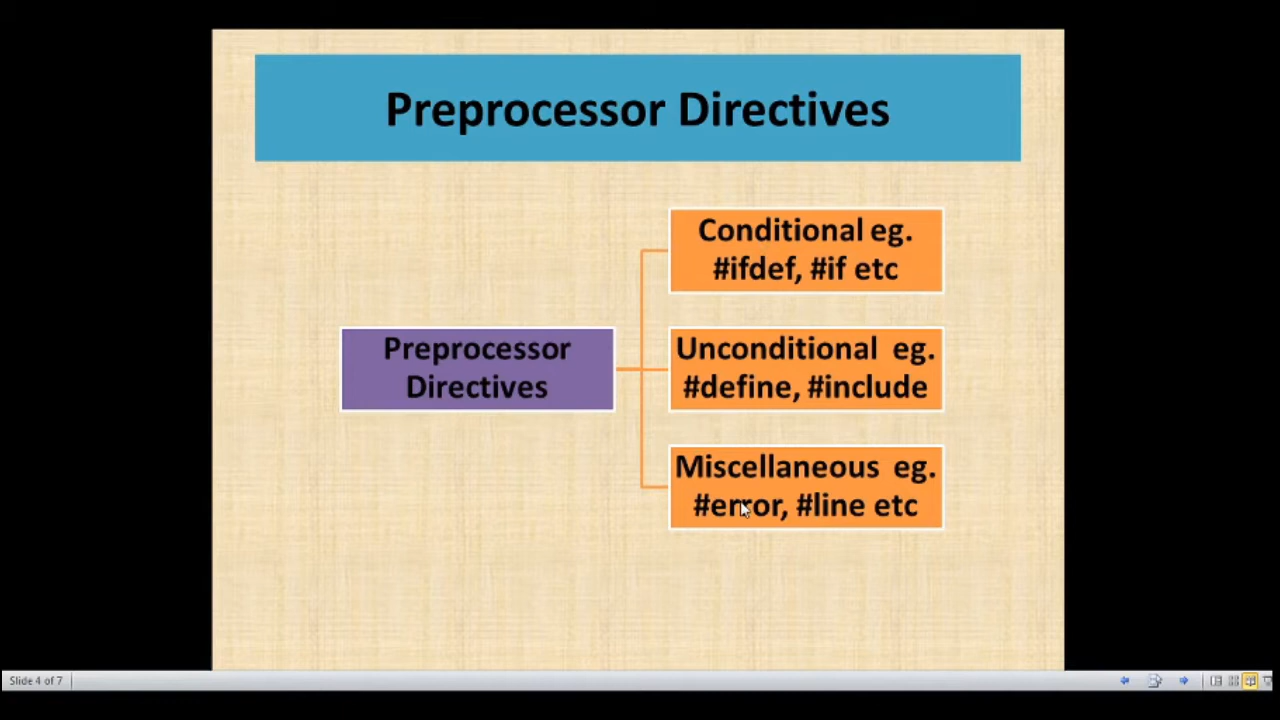 Preprocessor Directives
Conditional eg.
#ifdef, #if etc
Preprocessor
Directives
Unconditional eg.
#define, #include
Miscellaneous eg.
#error, #line etc
Slide 4 of 7